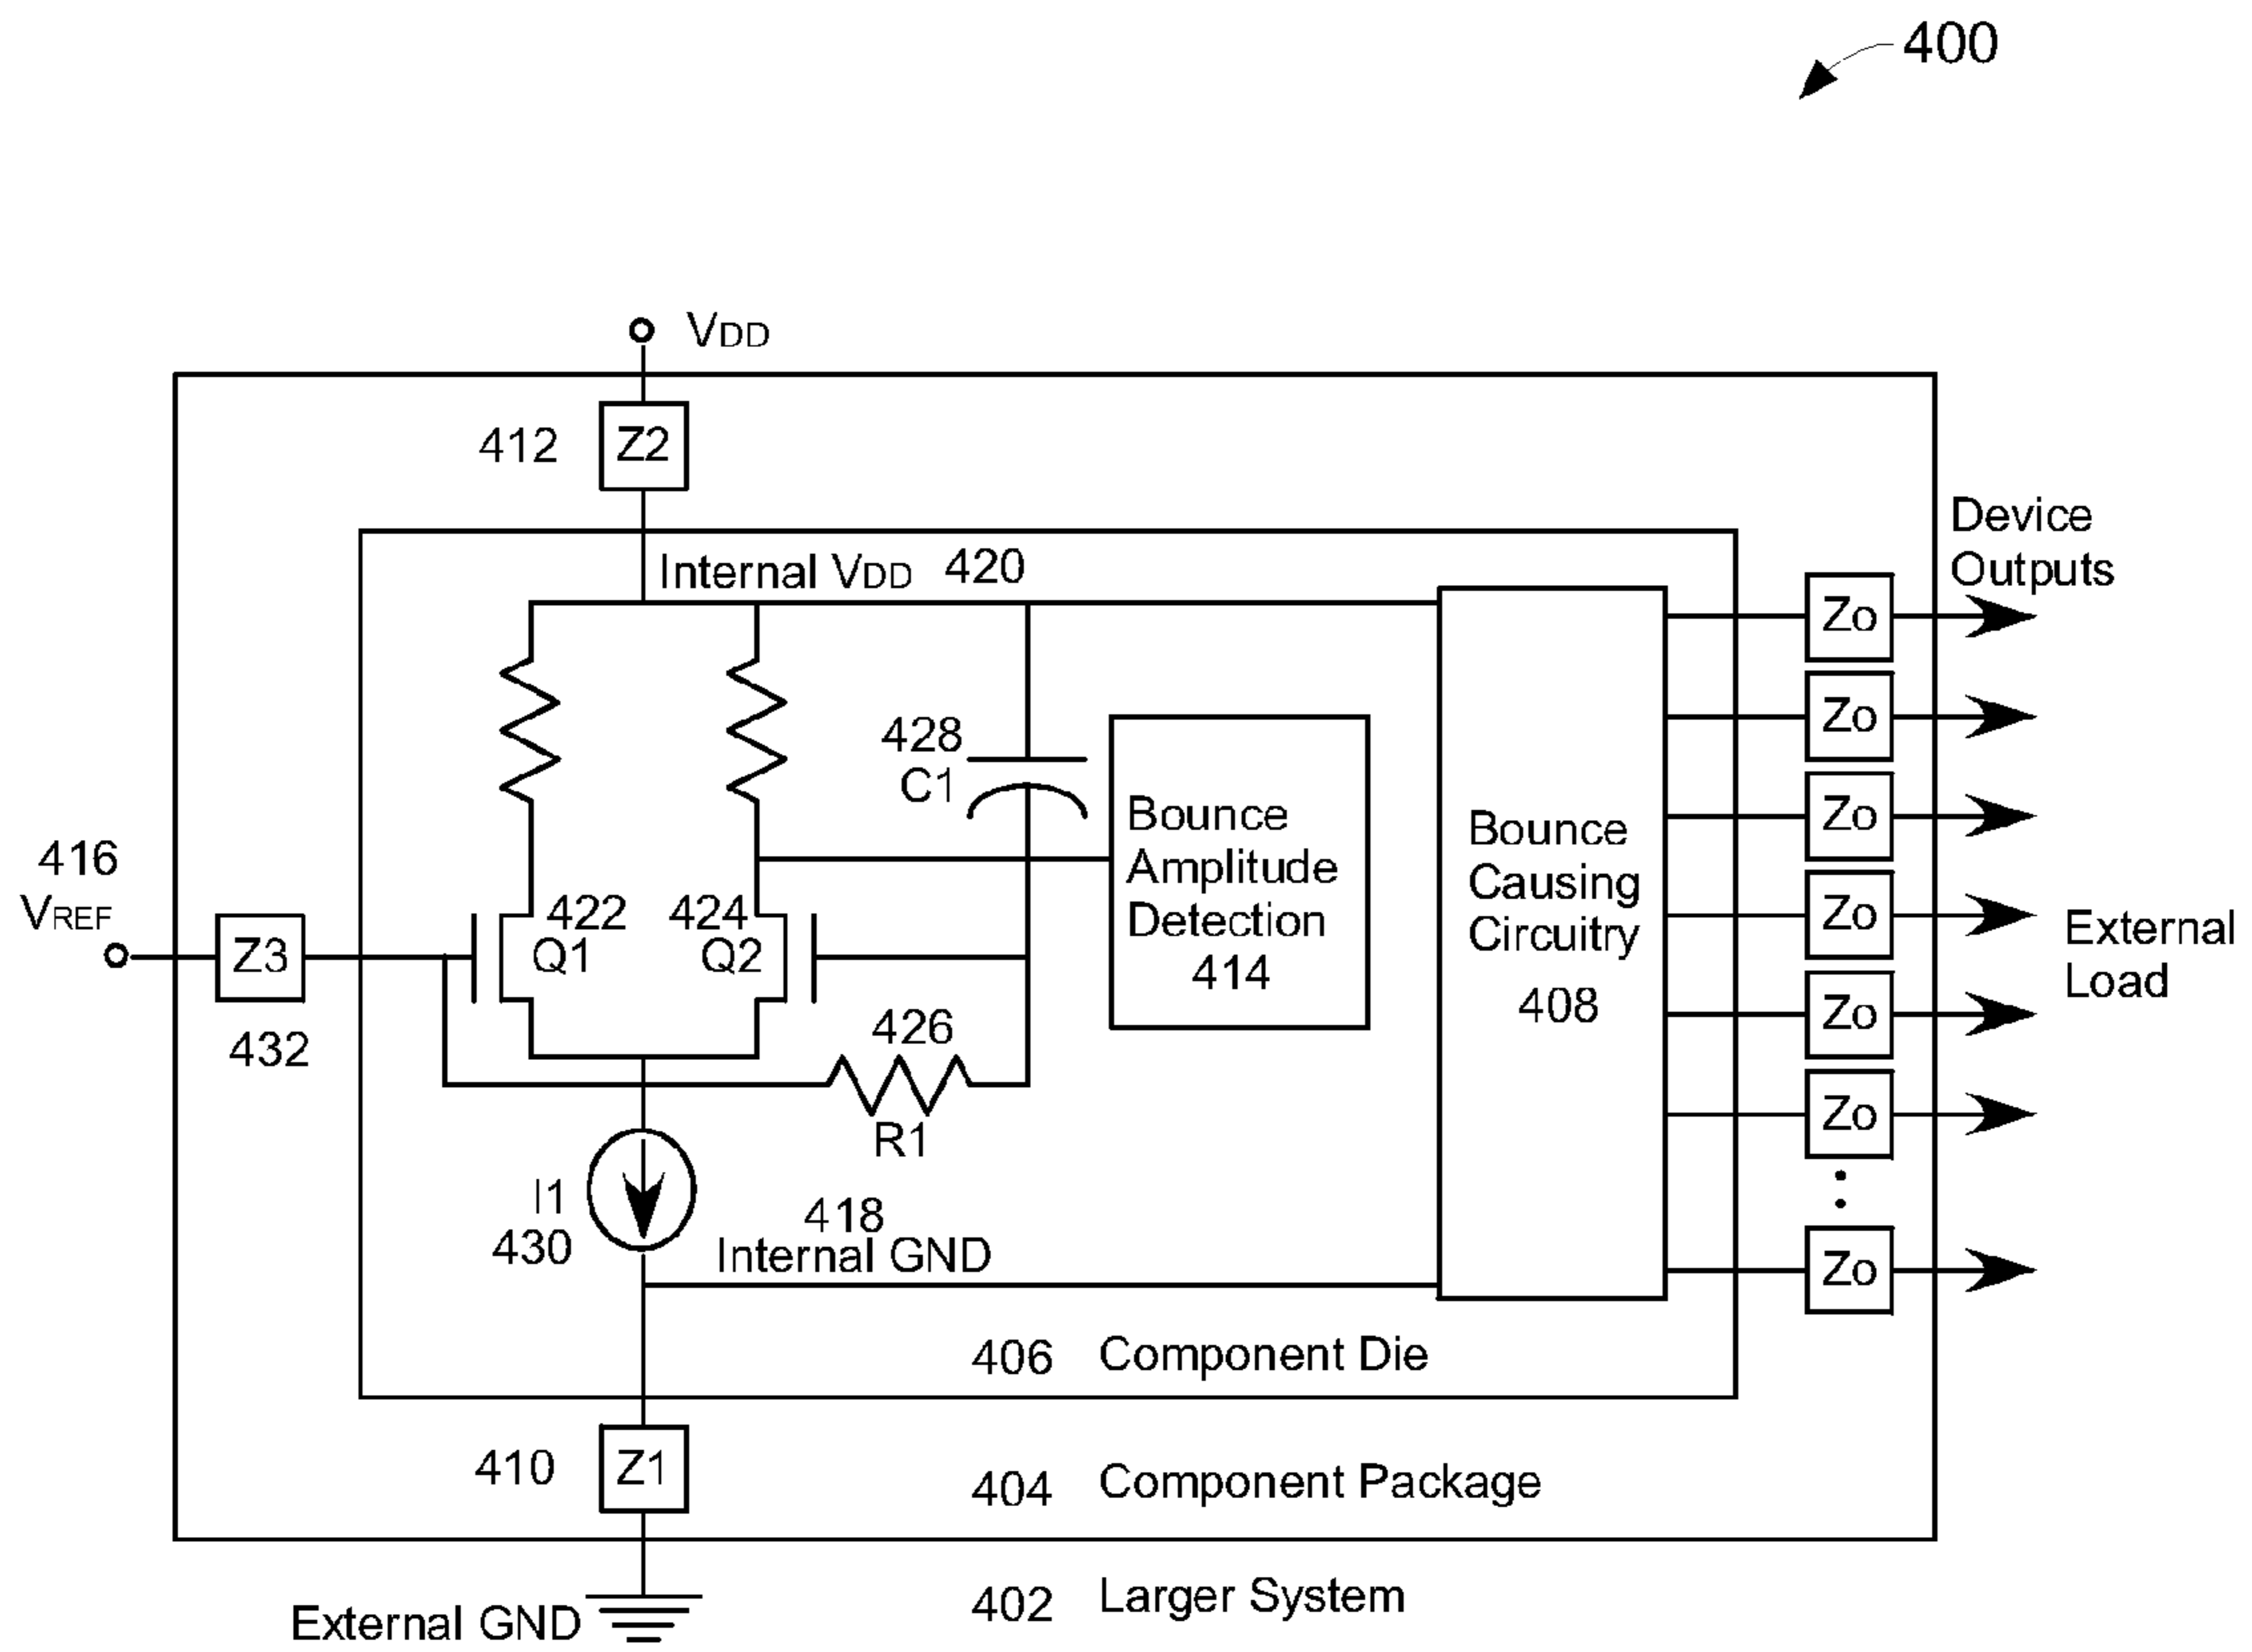 400
VDD
412
Z2
Device
Outputs
Internal VDD 420
Zo
Zo
428
C1
Zo
Bounce
Amplitude
Detection
414
Bounce
Causing
Circuitry
408
416
VREF
422
Q1
424
Q2
Zo
Z3
432
External
Load
Zo
426
R1
Zo
I1
430
418
Internal GND
Zo
406 Component Die
410
Z1
404 Component Package
402 Larger System
External GND